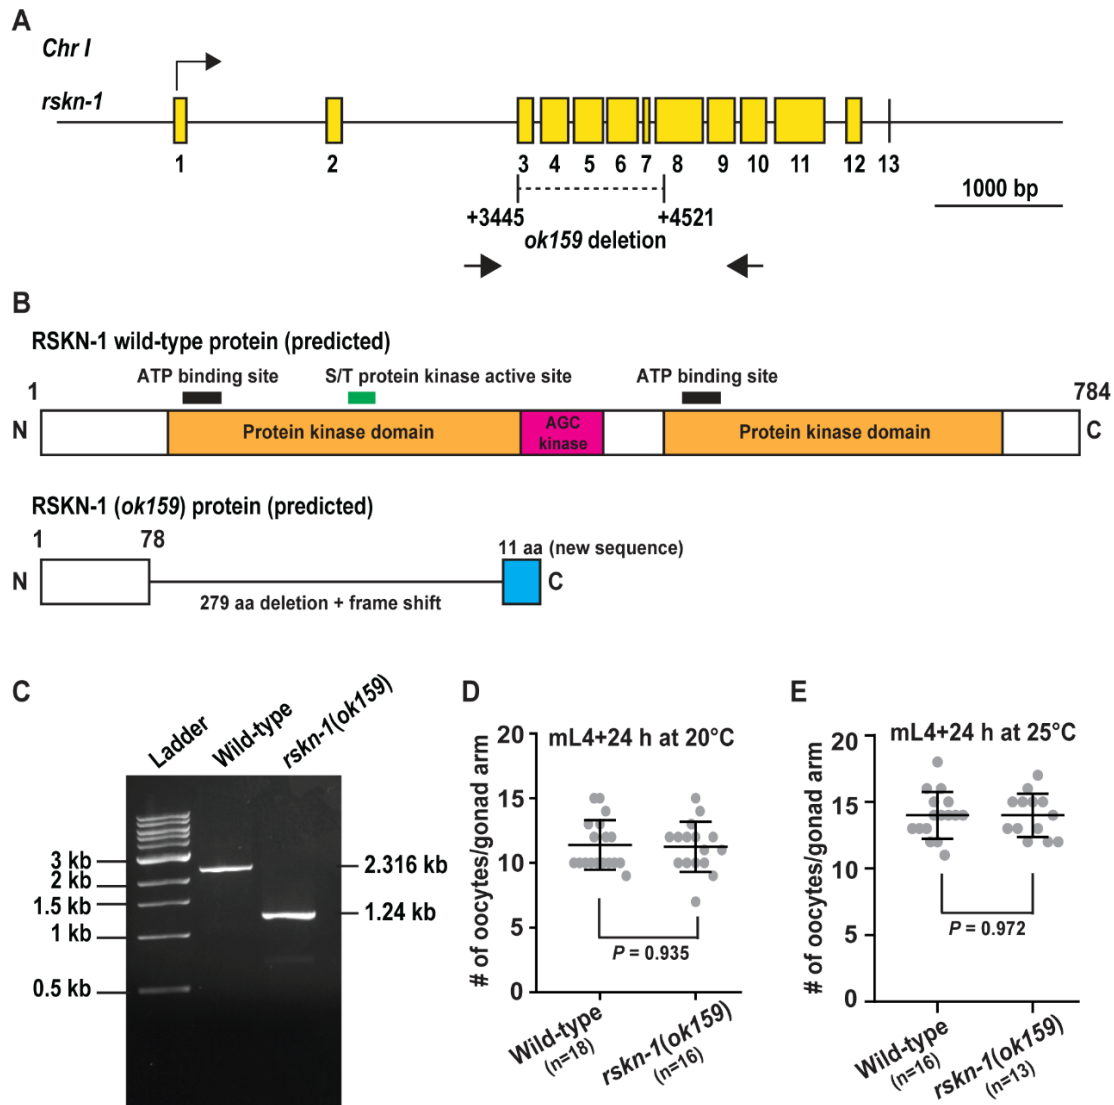 A
Chr I
rskn-1
1 2 3 4 5 6 7 8 9 10 11 12 13
1000 bp
+3445 +4521
ok159 deletion
B
RSKN-1 wild-type protein (predicted)
ATP binding site S/T protein kinase active site ATP binding site
1 784
N Protein kinase domain AGC kinase Protein kinase domain C
RSKN-1 (ok159) protein (predicted)
1 78 11 aa (new sequence)
N C
279 aa deletion + frame shift
C
Ladder Wild-type rskn-1(ok159)
3 kb
2 kb
1.5 kb
1 kb
0.5 kb
2.316 kb
1.24 kb
D
mL4+24 h at 20°C
# of oocytes/gonad arm
20
15
10
5
0
P = 0.935
Wild-type
(n=18)
rskn-1(ok159)
(n=16)
E
mL4+24 h at 25°C
# of oocytes/gonad arm
20
15
10
5
0
P = 0.972
Wild-type
(n=16)
rskn-1(ok159)
(n=13)